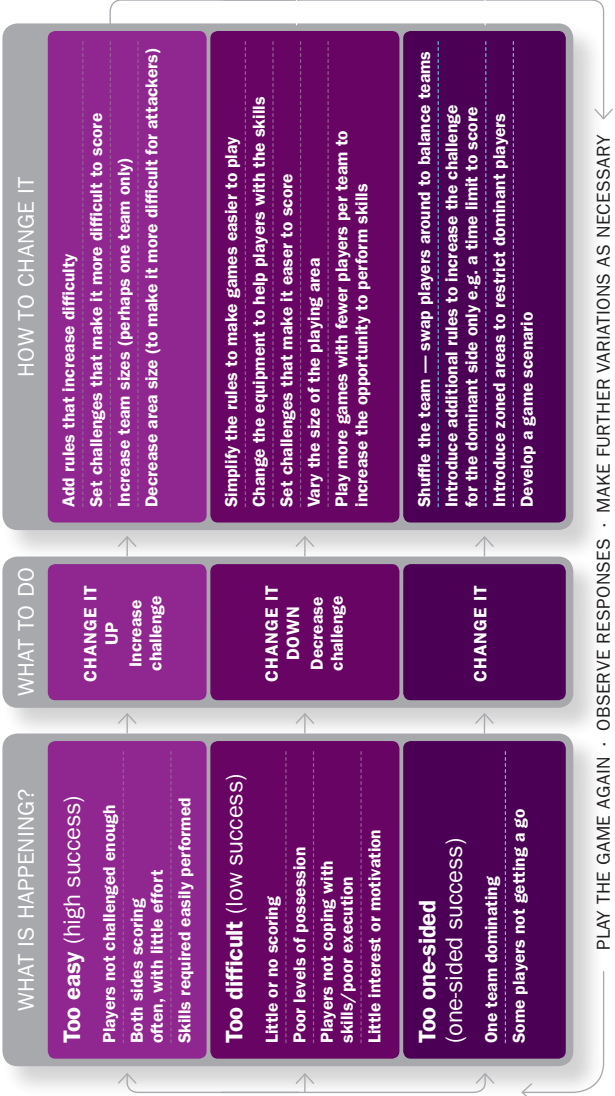 WHAT IS HAPPENING?
Too easy (high success)
Players not challenged enough
Both sides scoring
often, with little effort
Skills required easily performed
Too difficult (low success)
Little or no scoring
Poor levels of possession
Players not coping with
skills/poor execution
Little interest or motivation
Too one-sided
(one-sided success)
One team dominating
Some players not getting a go
WHAT TO DO
CHANGE IT
UP
Increase
challenge
CHANGE IT
DOWN
Decrease
challenge
CHANGE IT
HOW TO CHANGE IT
Add rules that increase difficulty
Set challenges that make it more difficult to score
Increase team sizes (perhaps one team only)
Decrease area size (to make it more difficult for attackers)
Simplify the rules to make games easier to play
Change the equipment to help players with the skills
Set challenges that make it easier to score
Vary the size of the playing area
Play more games with fewer players per team to
increase the opportunity to perform skills
Shuffle the team — swap players around to balance teams
Introduce additional rules to increase the challenge
for the dominant side only e.g. a time limit to score
Introduce zoned areas to restrict dominant players
Develop a game scenario
PLAY THE GAME AGAIN · OBSERVE RESPONSES · MAKE FURTHER VARIATIONS AS NECESSARY